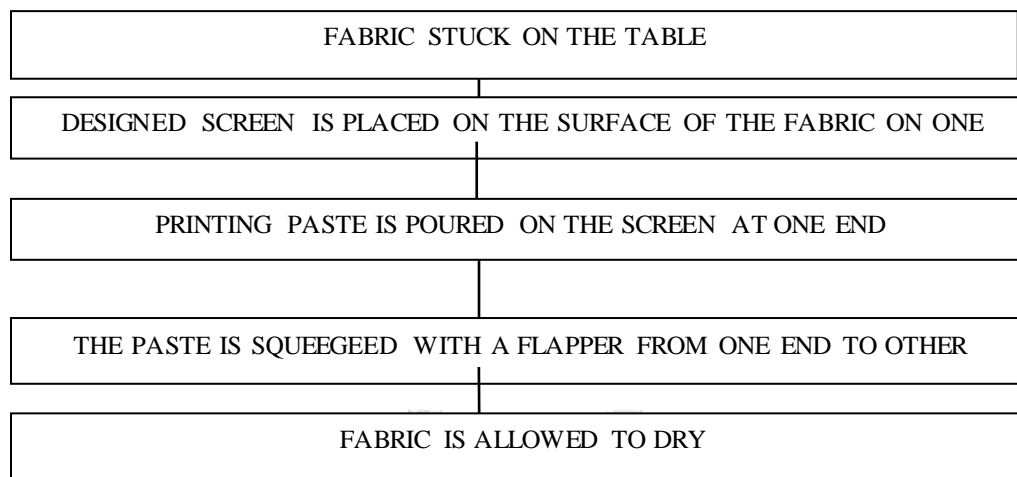 FABRIC STUCK ON THE TABLE
DESIGNED SCREEN IS PLACED ON THE SURFACE OF THE FABRIC ON ONE
PRINTING PASTE IS POURED ON THE SCREEN AT ONE END
THE PASTE IS SQUEEGEED WITH A FLAPPER FROM ONE END TO OTHER
FABRIC IS ALLOWED TO DRY